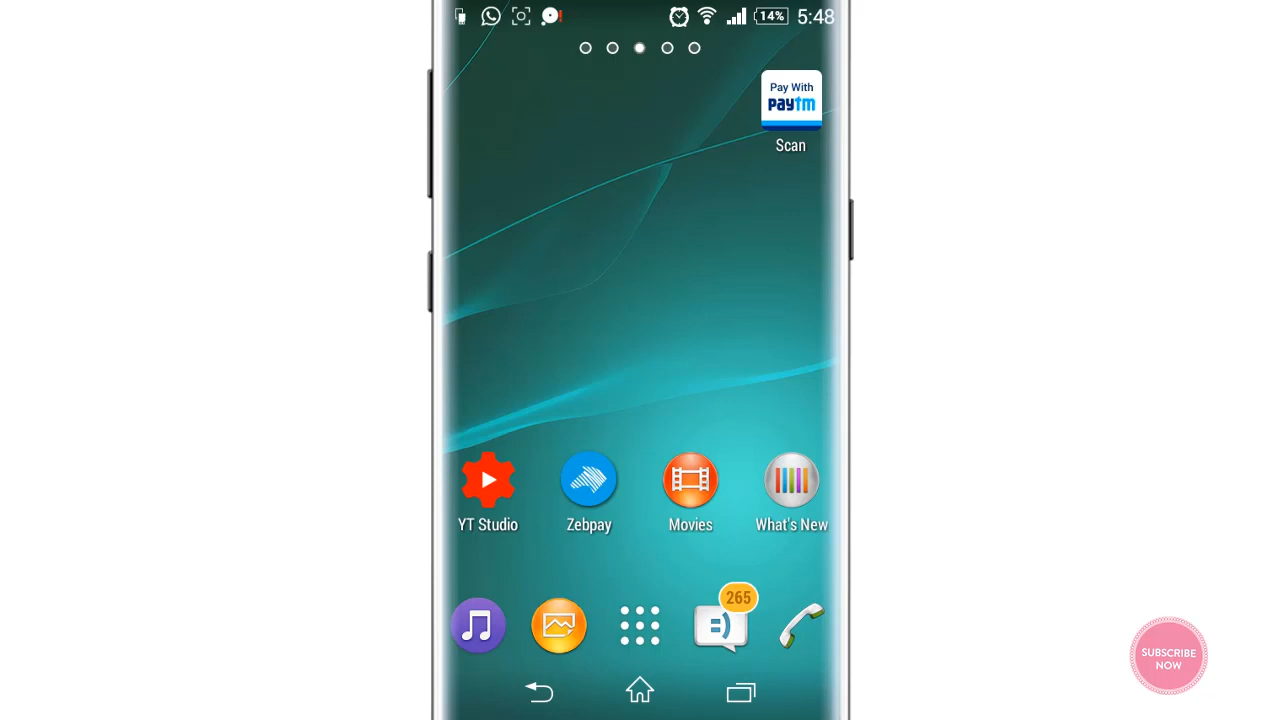 14% 5:48
Pay With
paytm
Scan
YT Studio Zebpay Movies What's New
265
SUBSCRIBE
NOW